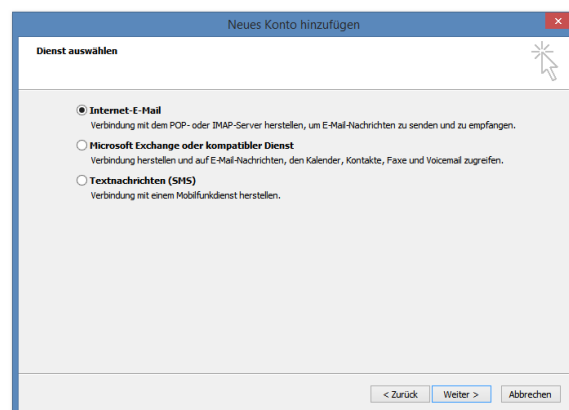 Neues Konto hinzufügen
Dienst auswählen
Internet-E-Mail
Verbindung mit dem POP- oder IMAP-Server herstellen, um E-Mail-Nachrichten zu senden und zu empfangen.
Microsoft Exchange oder kompatibler Dienst
Verbindung herstellen und auf E-Mail-Nachrichten, den Kalender, Kontakte, Faxe und Voicemail zugreifen.
Textnachrichten (SMS)
Verbindung mit einem Mobilfunkdienst herstellen.
< Zurück Weiter > Abbrechen